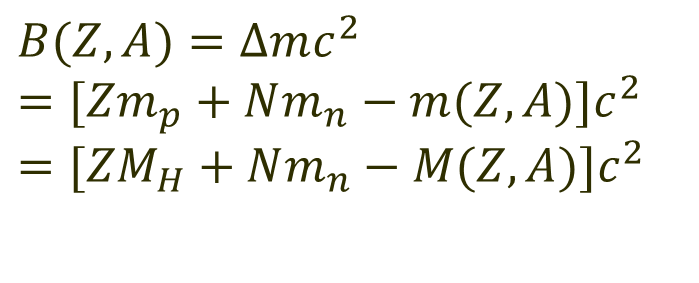 B(Z, A) = Δmc²
= [Zmₚ + Nmₙ − m(Z, A)]c²
= [ZM_H + Nmₙ − M(Z, A)]c²